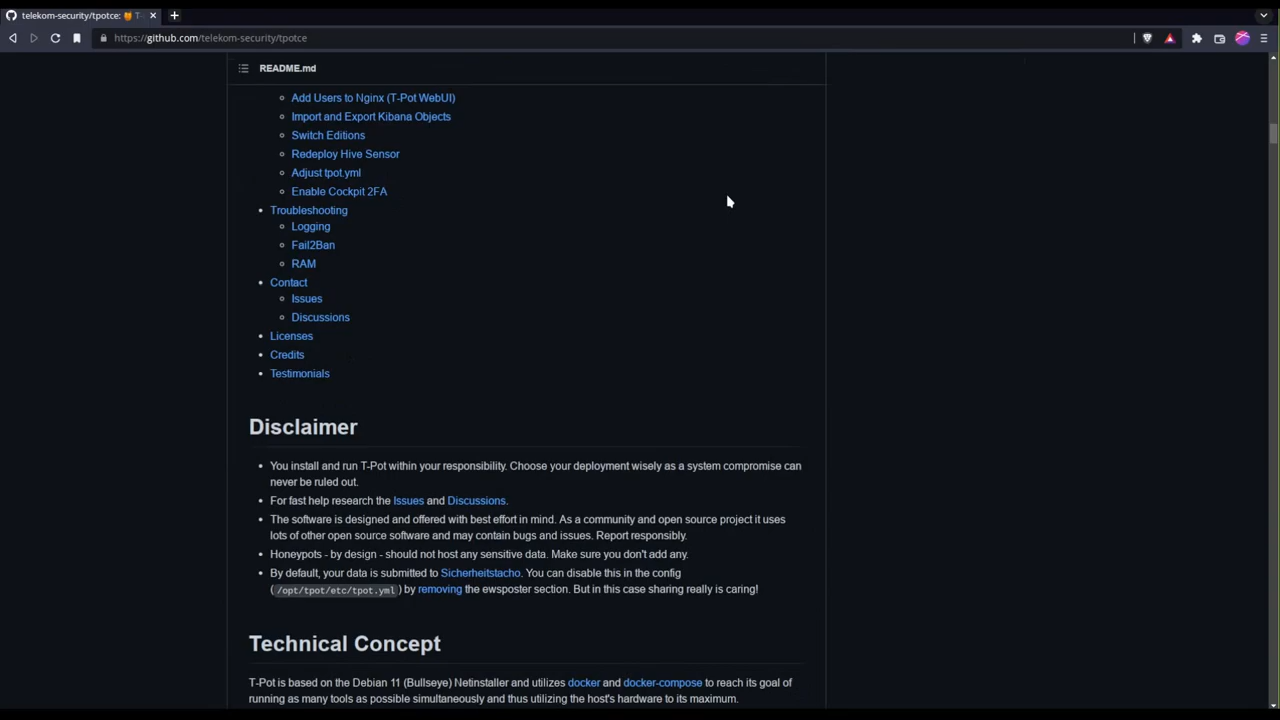 telekom-security/tpotce: 🍯 T-
https://github.com/telekom-security/tpotce
README.md
Add Users to Nginx (T-Pot WebUI)
Import and Export Kibana Objects
Switch Editions
Redeploy Hive Sensor
Adjust tpot.yml
Enable Cockpit 2FA
Troubleshooting
Logging
Fail2Ban
RAM
Contact
Issues
Discussions
Licenses
Credits
Testimonials
Disclaimer
You install and run T-Pot within your responsibility. Choose your deployment wisely as a system compromise can
never be ruled out.
For fast help research the Issues and Discussions.
The software is designed and offered with best effort in mind. As a community and open source project it uses
lots of other open source software and may contain bugs and issues. Report responsibly.
Honeypots - by design - should not host any sensitive data. Make sure you don't add any.
By default, your data is submitted to Sicherheitstacho. You can disable this in the config
(/opt/tpot/etc/tpot.yml) by removing the ewsposter section. But in this case sharing really is caring!
Technical Concept
T-Pot is based on the Debian 11 (Bullseye) Netinstaller and utilizes docker and docker-compose to reach its goal of
running as many tools as possible simultaneously and thus utilizing the host's hardware to its maximum.